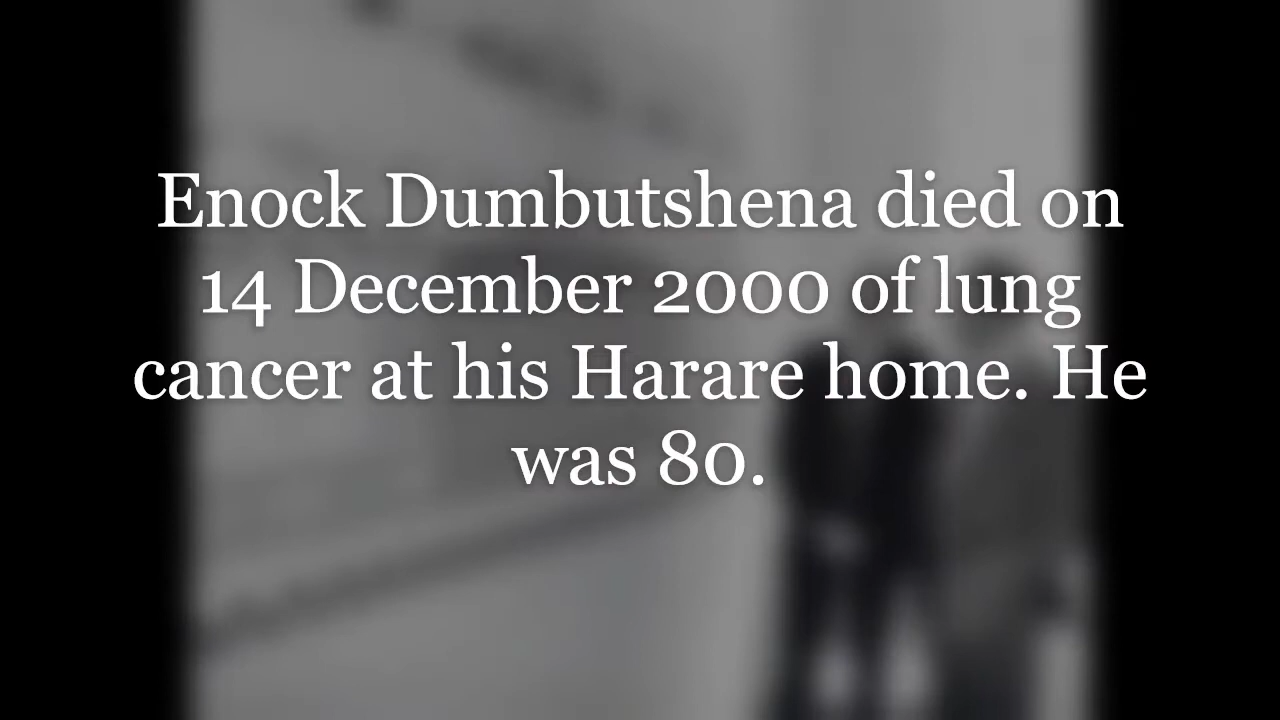 Enock Dumbutshena died on
14 December 2000 of lung
cancer at his Harare home. He
was 80.